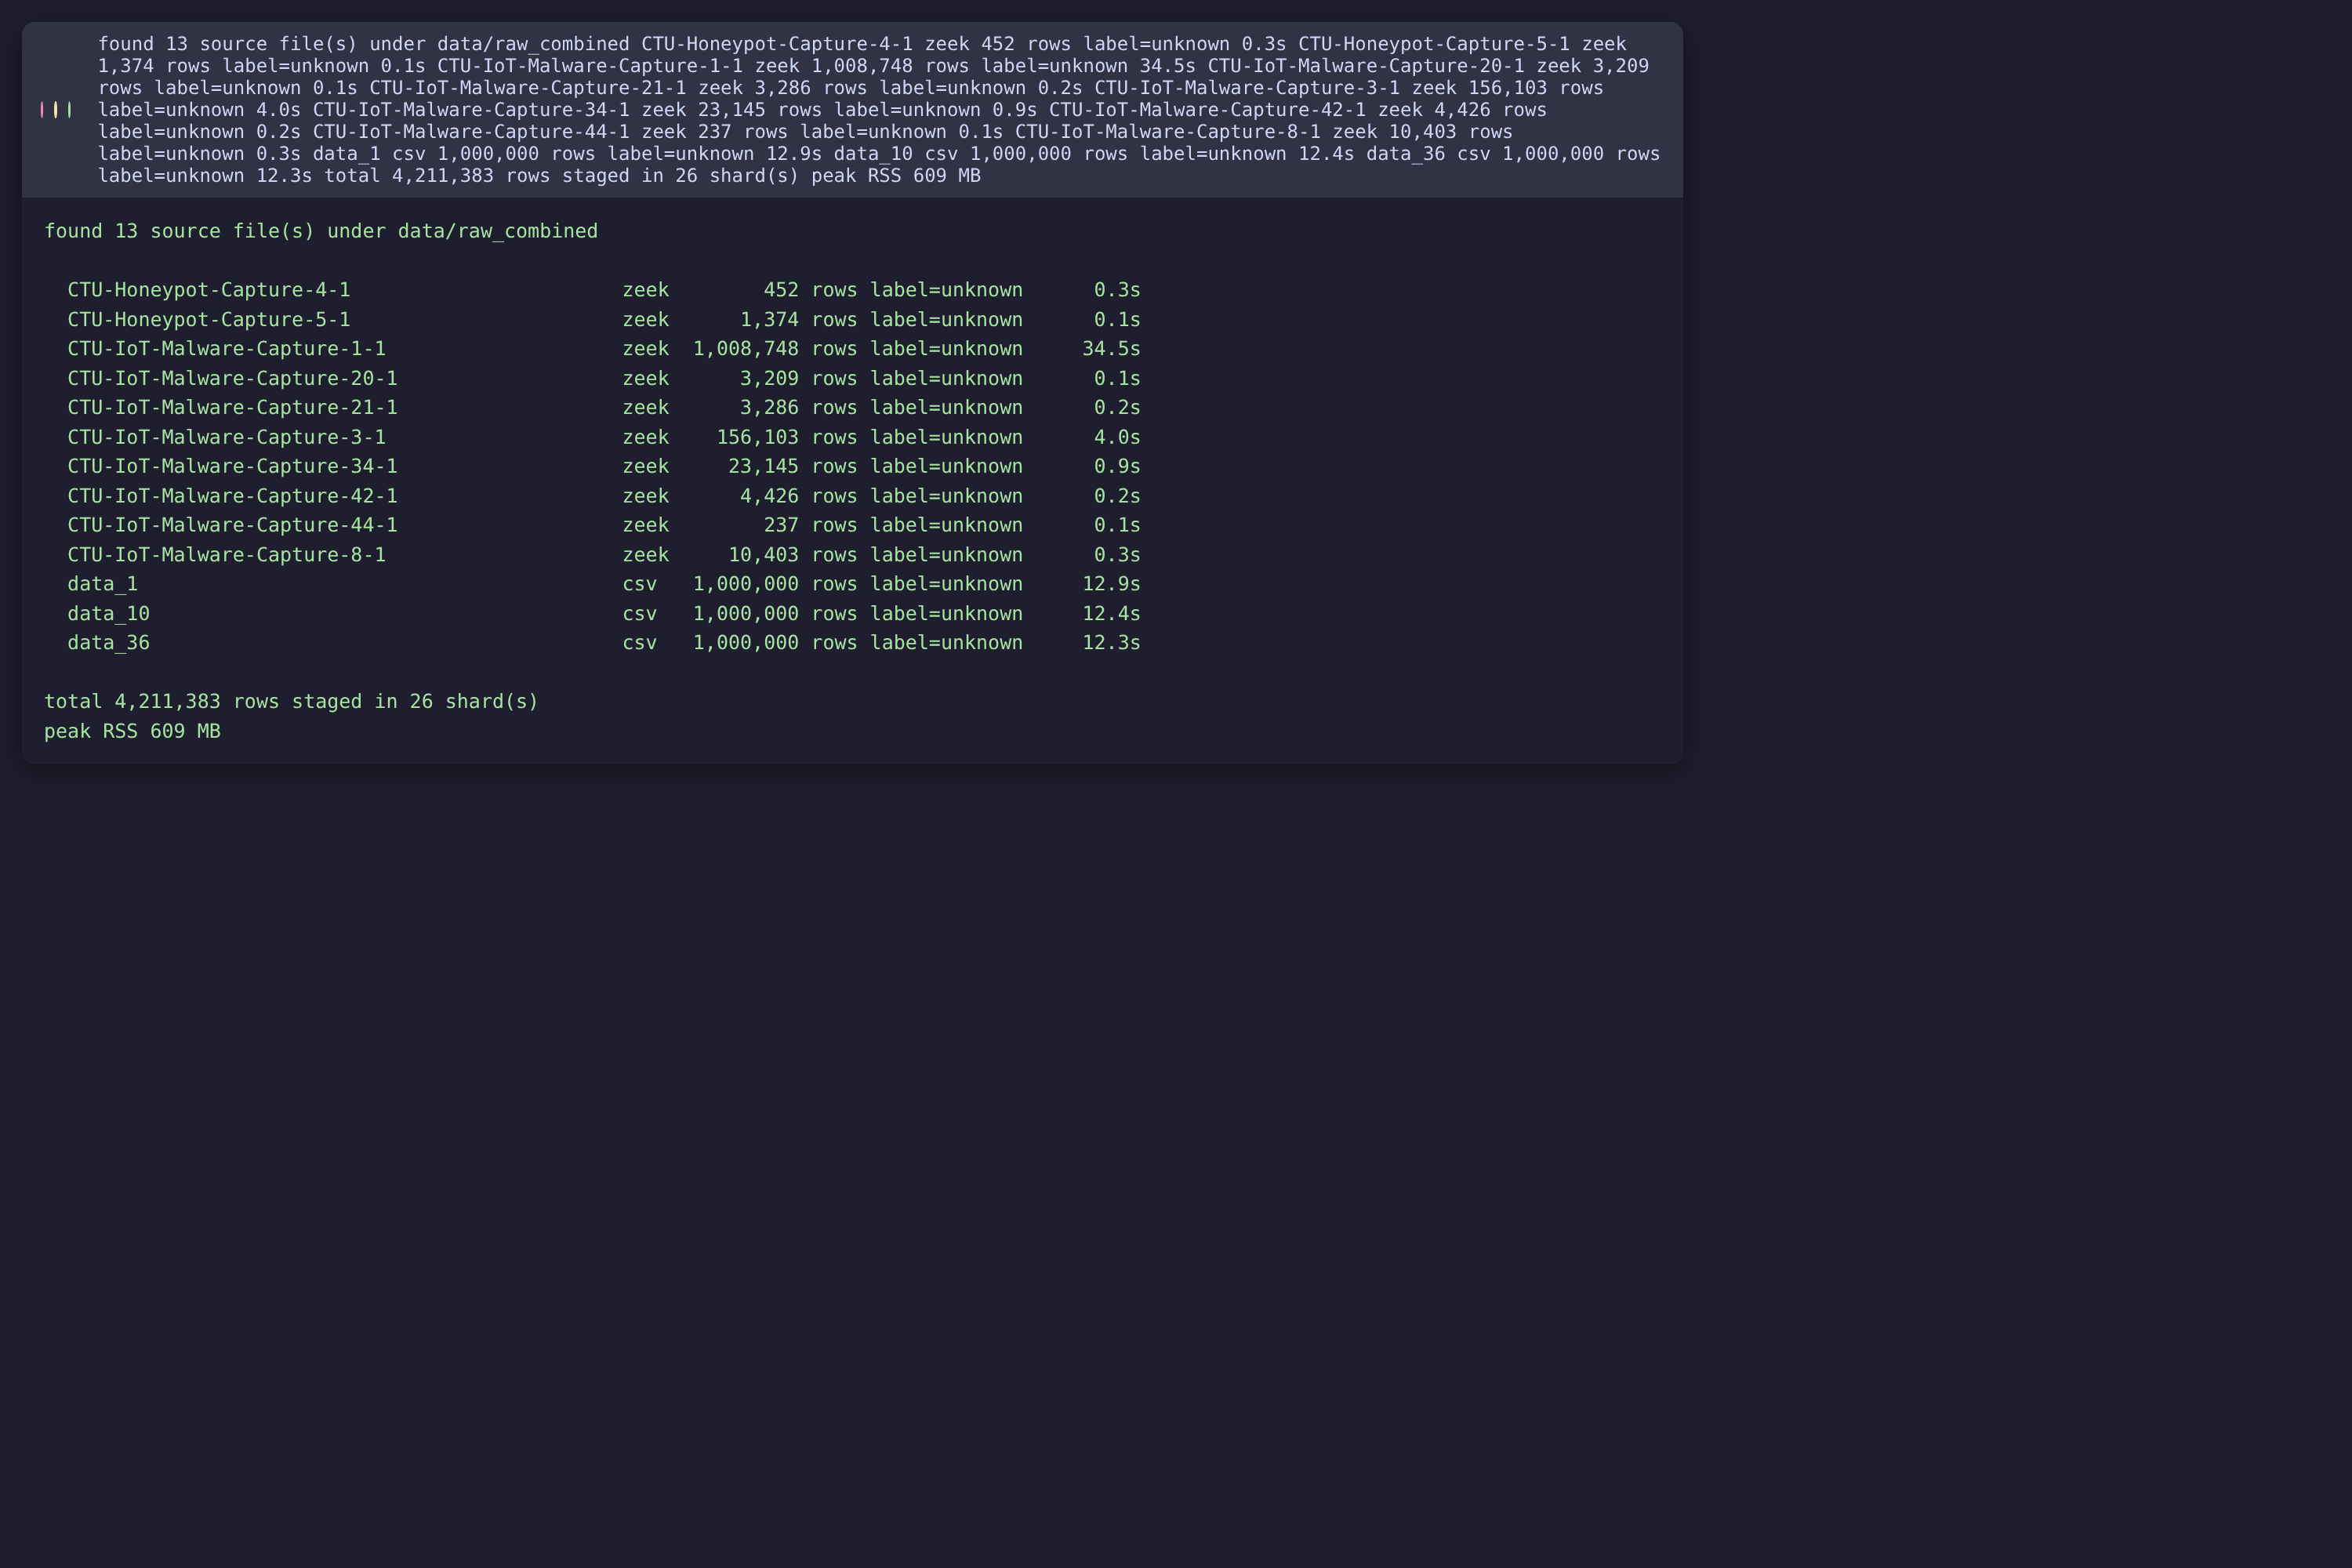 found 13 source file(s) under data/raw_combined CTU-Honeypot-Capture-4-1 zeek 452 rows label=unknown 0.3s CTU-Honeypot-Capture-5-1 zeek
1,374 rows label=unknown 0.1s CTU-IoT-Malware-Capture-1-1 zeek 1,008,748 rows label=unknown 34.5s CTU-IoT-Malware-Capture-20-1 zeek 3,209
rows label=unknown 0.1s CTU-IoT-Malware-Capture-21-1 zeek 3,286 rows label=unknown 0.2s CTU-IoT-Malware-Capture-3-1 zeek 156,103 rows
label=unknown 4.0s CTU-IoT-Malware-Capture-34-1 zeek 23,145 rows label=unknown 0.9s CTU-IoT-Malware-Capture-42-1 zeek 4,426 rows
label=unknown 0.2s CTU-IoT-Malware-Capture-44-1 zeek 237 rows label=unknown 0.1s CTU-IoT-Malware-Capture-8-1 zeek 10,403 rows
label=unknown 0.3s data_1 csv 1,000,000 rows label=unknown 12.9s data_10 csv 1,000,000 rows label=unknown 12.4s data_36 csv 1,000,000 rows
label=unknown 12.3s total 4,211,383 rows staged in 26 shard(s) peak RSS 609 MB
found 13 source file(s) under data/raw_combined
CTU-Honeypot-Capture-4-1 zeek 452 rows label=unknown 0.3s
CTU-Honeypot-Capture-5-1 zeek 1,374 rows label=unknown 0.1s
CTU-IoT-Malware-Capture-1-1 zeek 1,008,748 rows label=unknown 34.5s
CTU-IoT-Malware-Capture-20-1 zeek 3,209 rows label=unknown 0.1s
CTU-IoT-Malware-Capture-21-1 zeek 3,286 rows label=unknown 0.2s
CTU-IoT-Malware-Capture-3-1 zeek 156,103 rows label=unknown 4.0s
CTU-IoT-Malware-Capture-34-1 zeek 23,145 rows label=unknown 0.9s
CTU-IoT-Malware-Capture-42-1 zeek 4,426 rows label=unknown 0.2s
CTU-IoT-Malware-Capture-44-1 zeek 237 rows label=unknown 0.1s
CTU-IoT-Malware-Capture-8-1 zeek 10,403 rows label=unknown 0.3s
data_1 csv 1,000,000 rows label=unknown 12.9s
data_10 csv 1,000,000 rows label=unknown 12.4s
data_36 csv 1,000,000 rows label=unknown 12.3s
total 4,211,383 rows staged in 26 shard(s)
peak RSS 609 MB